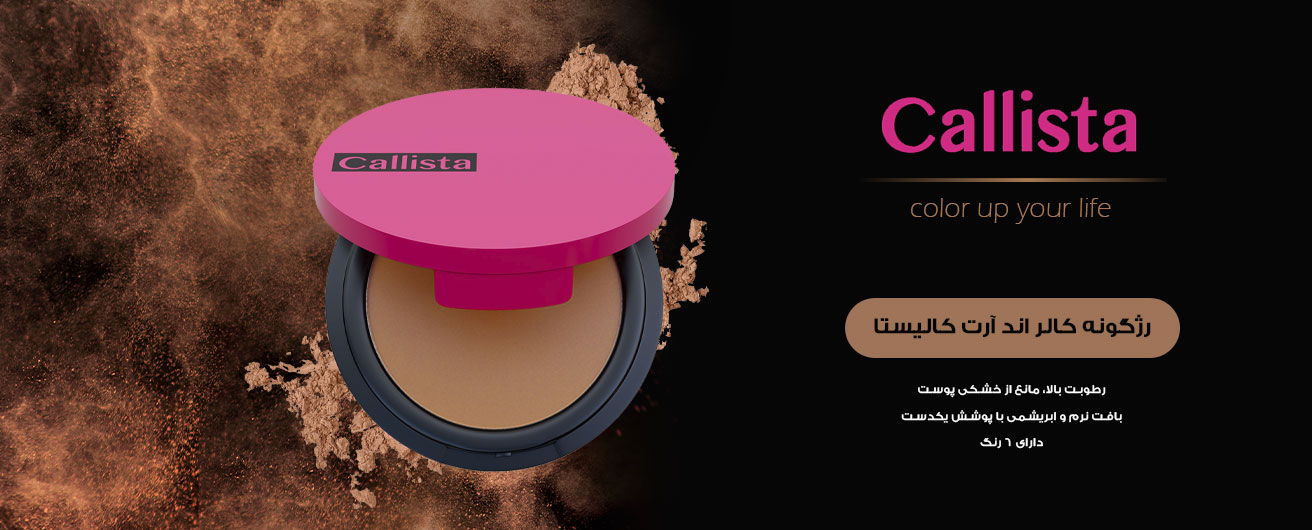 Callista
Callista
color up your life
رژگونه کالر اند آرت کالیستا
رطوبت بالا، مانع از خشکی پوست
بافت نرم و ابریشمی با پوشش یکدست
دارای ۶ رنگ